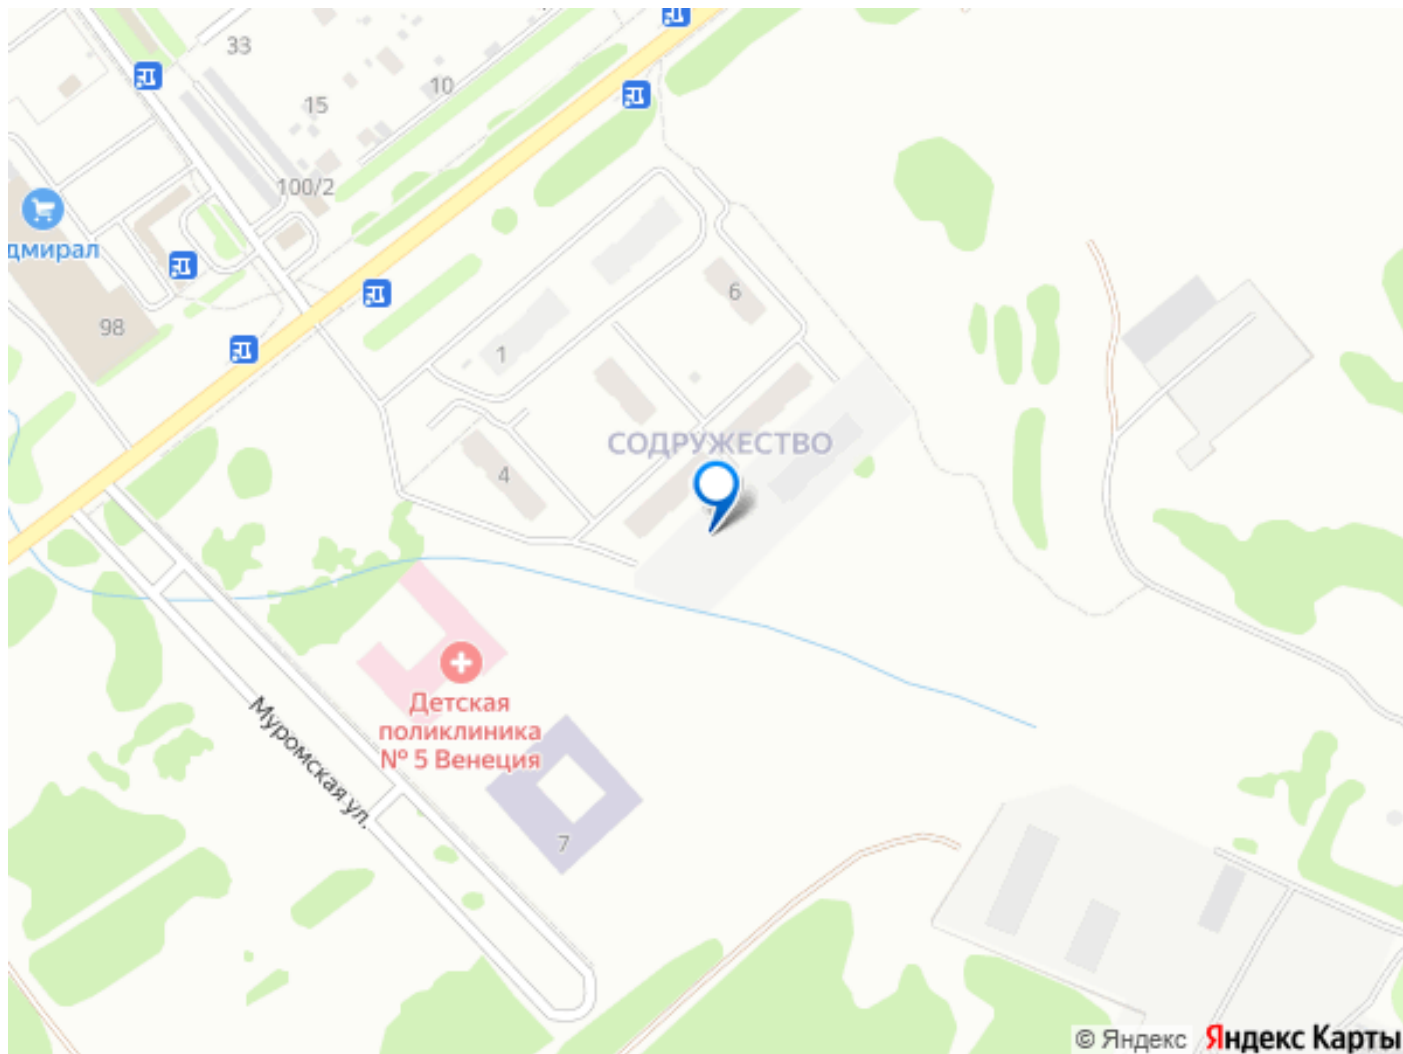 33
10
15
100/2
дмирал
98
6
1
СОДРУЖЕСТВО
4
Детская
поликлиника
№ 5 Венеция
Муромская ул.
7
© Яндекс
Яндекс Карты